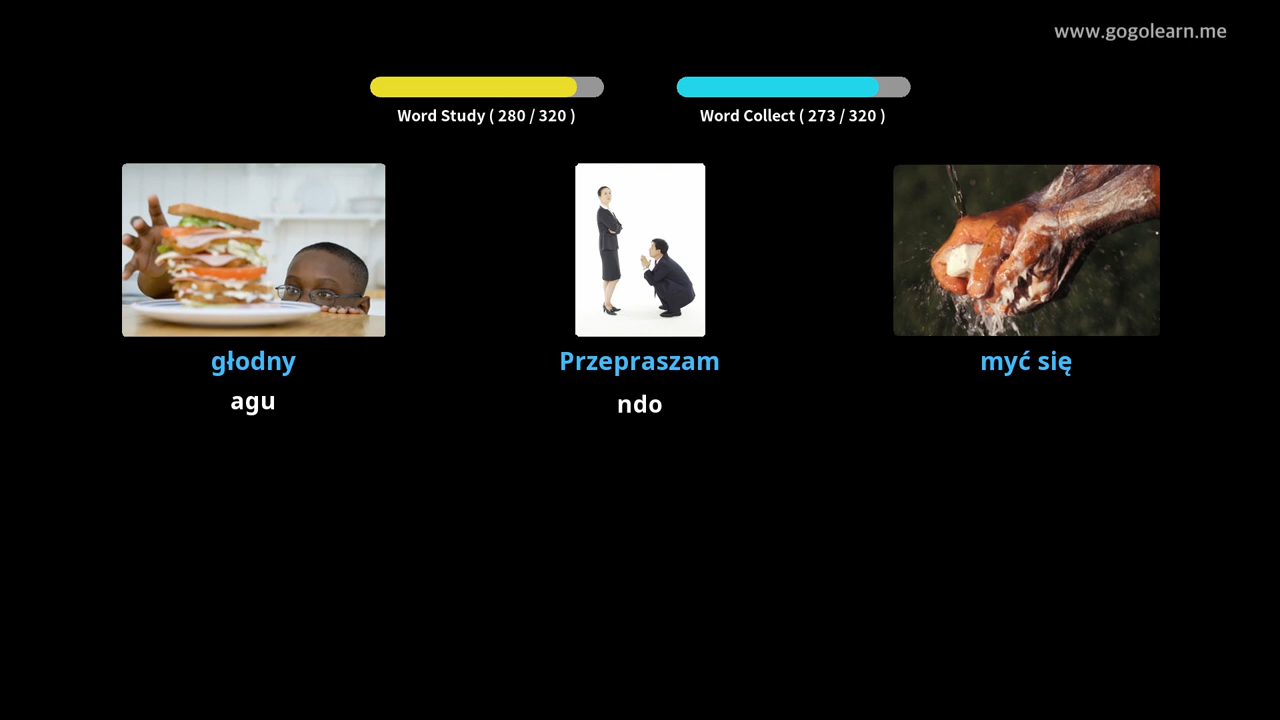 www.gogolearn.me
Word Study ( 280 / 320 )
Word Collect ( 273 / 320 )
głodny
Przepraszam
myć się
agu
ndo